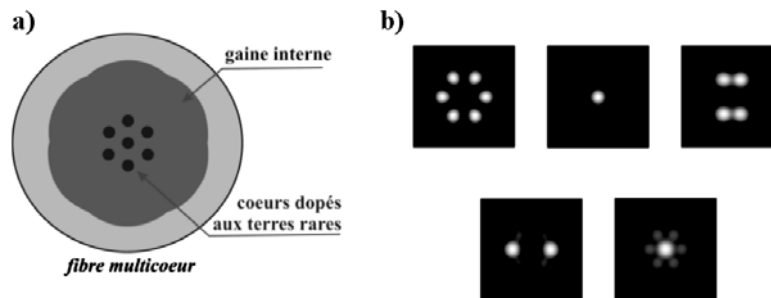 a)
gaine interne
coeurs dopés
aux terres rares
fibre multicoeur
b)